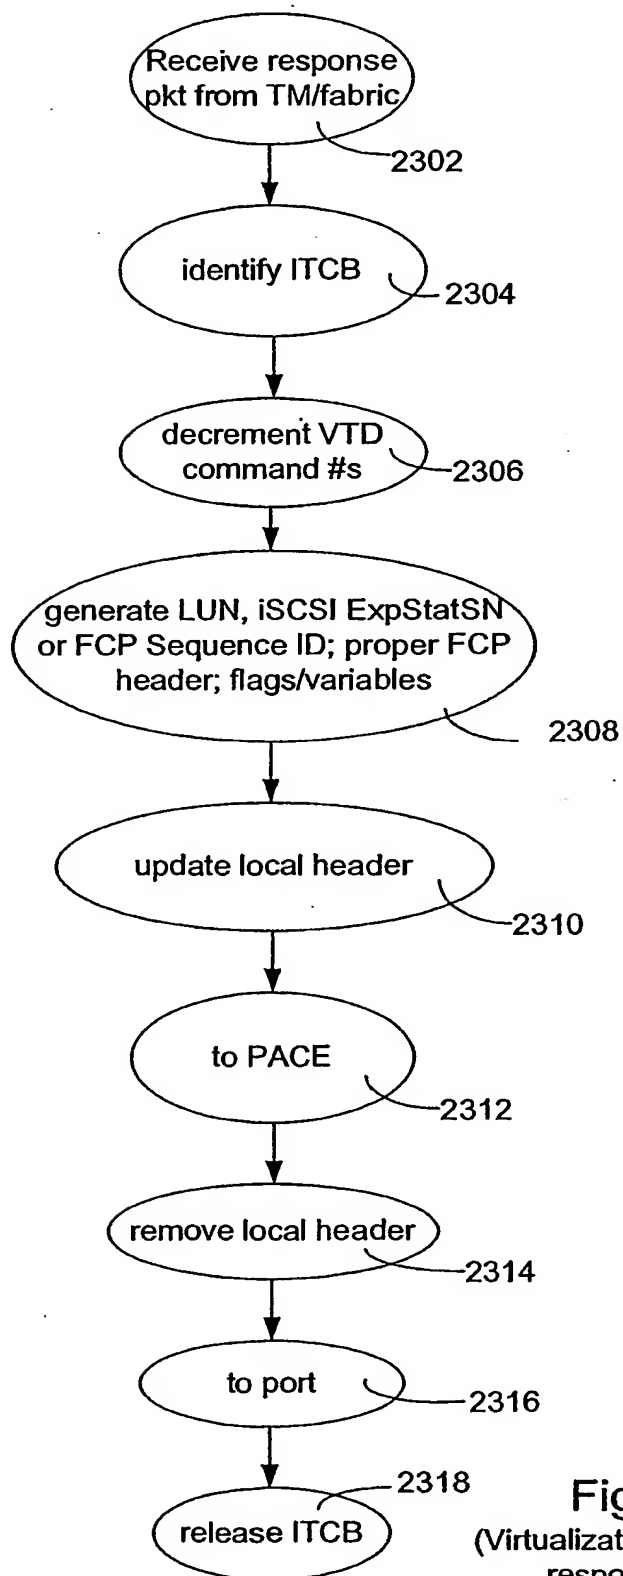 Receive response
pkt from TM/fabric
2302
identify ITCB
2304
decrement VTD
command #s
2306
generate LUN, iSCSI ExpStatSN
or FCP Sequence ID; proper FCP
header; flags/variables
2308
update local header
2310
to PACE
2312
remove local header
2314
to port
2316
2318
release ITCB